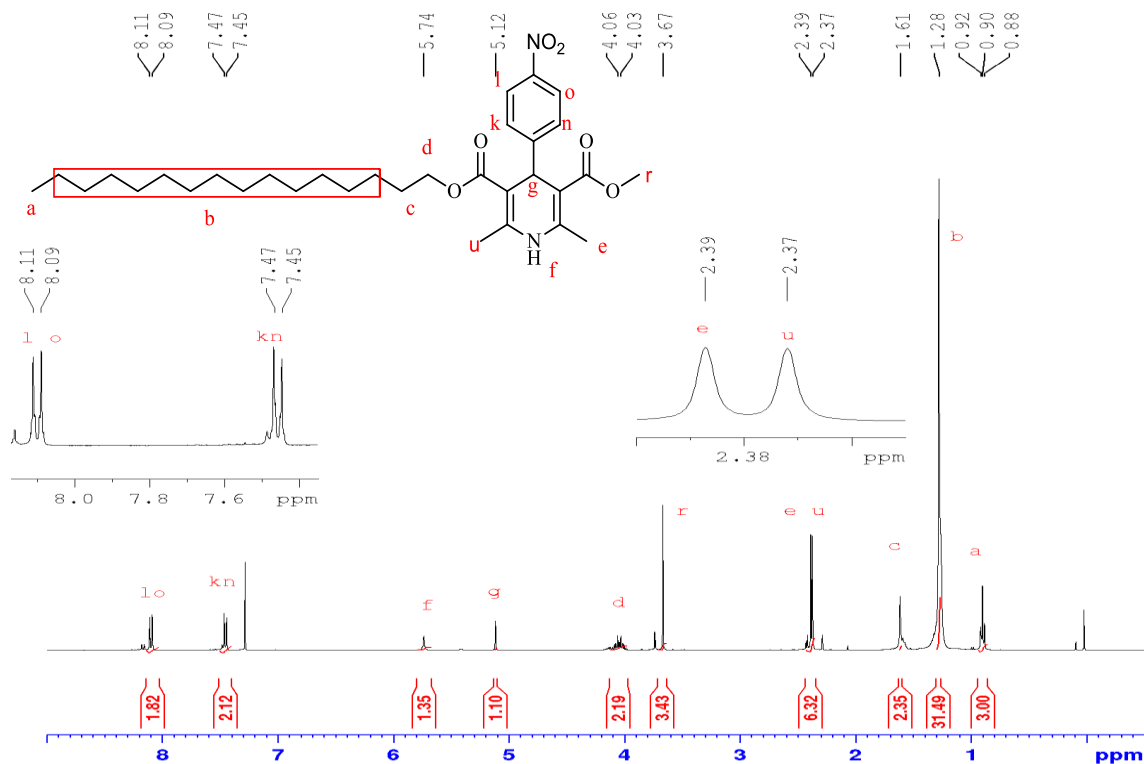 8.11
8.09
7.47
7.45
5.74
5.12
4.06
4.03
3.67
2.39
2.37
1.61
1.28
0.92
0.90
0.88
NO2
l
o
k
n
O
O
d
g
r
O
O
a
b
c
u
N
H
e
f
8.11
8.09
7.47
7.45
2.39
2.37
b
l o
kn
e
u
8.0 7.8 7.6 ppm
2.38 ppm
r
e u
c
a
lo
kn
f
g
d
1.82
2.12
1.35
1.10
2.19
3.43
6.32
2.35
31.49
3.00
8 7 6 5 4 3 2 1 ppm